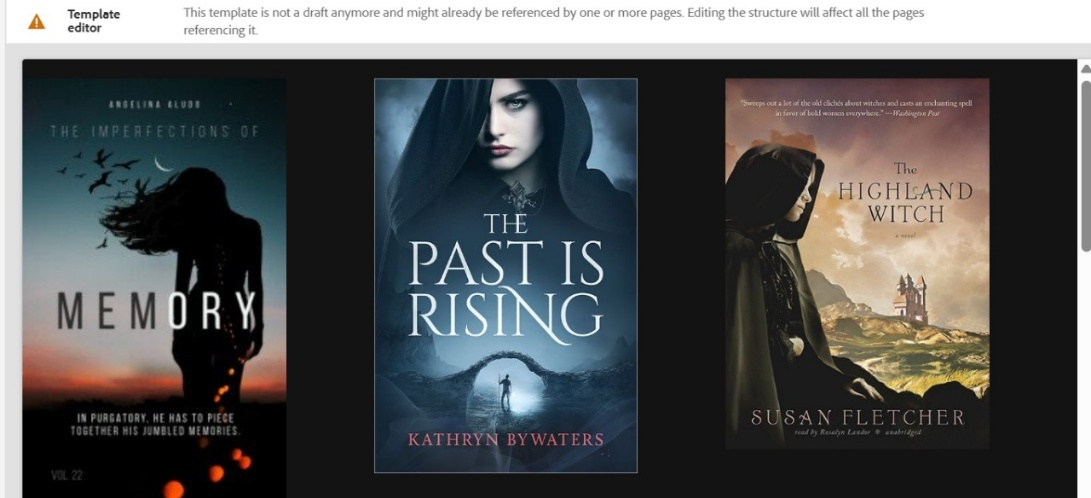 Template
editor
This template is not a draft anymore and might already be referenced by one or more pages. Editing the structure will affect all the pages
referencing it.
ANGELINA ALUDO
THE IMPERFECTIONS OF
MEMORY
IN PURGATORY, HE HAS TO PIECE
TOGETHER HIS JUMBLED MEMORIES.
VOL. 22
THE
PAST IS
RISING
KATHRYN BYWATERS
"Sweeps out a lot of the old clichés about witches and casts an enchanting spell
in favor of bold women everywhere." —Washington Post
The
HIGHLAND
WITCH
a novel
SUSAN FLETCHER
read by Rosalyn Landor ❖ unabridged